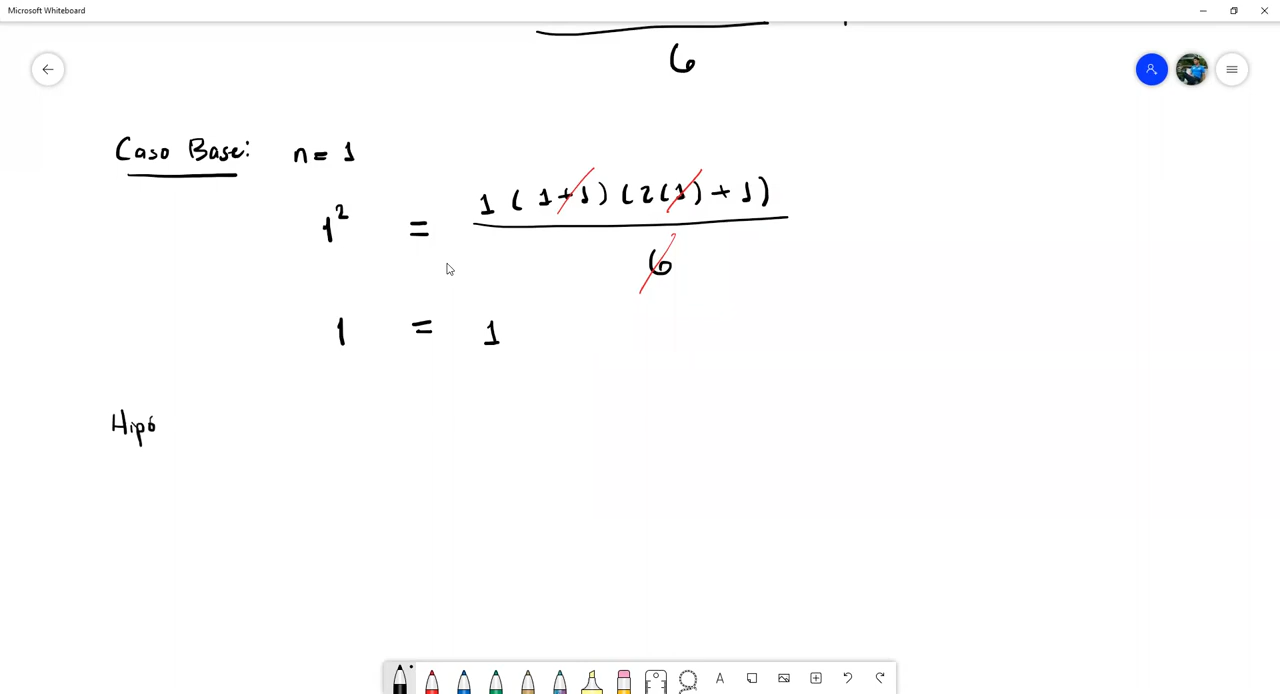 Microsoft Whiteboard
6
Caso Base: n = 1
1² = 1 ( 1 + 1 ) ( 2 ( 1 ) + 1 )
6
1 = 1
Hipó